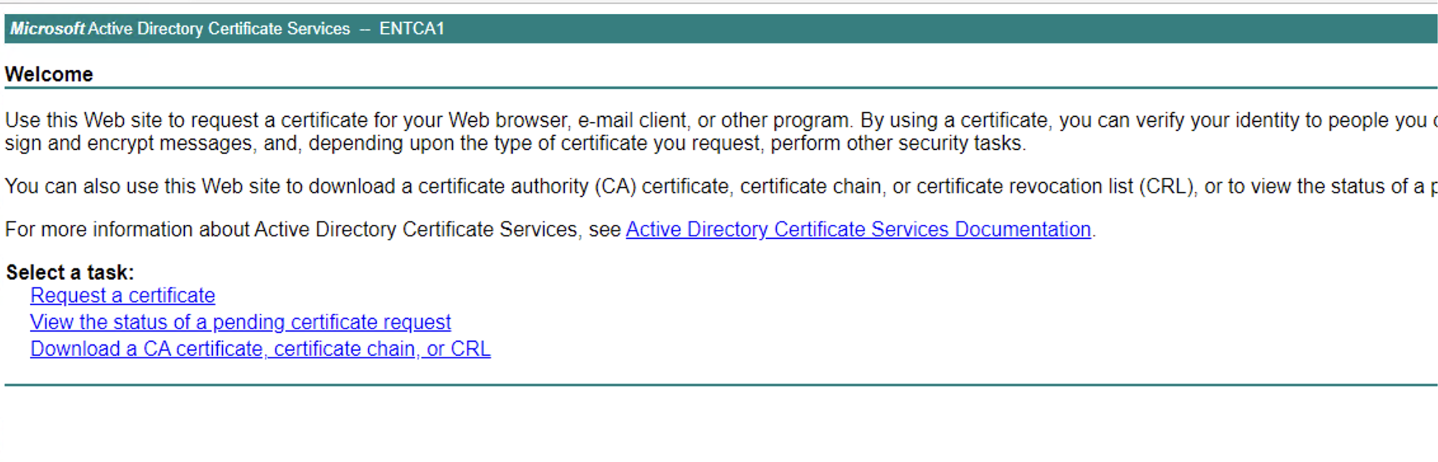 Microsoft Active Directory Certificate Services -- ENTCA1
Welcome
Use this Web site to request a certificate for your Web browser, e-mail client, or other program. By using a certificate, you can verify your identity to people you
sign and encrypt messages, and, depending upon the type of certificate you request, perform other security tasks.
You can also use this Web site to download a certificate authority (CA) certificate, certificate chain, or certificate revocation list (CRL), or to view the status of a
For more information about Active Directory Certificate Services, see Active Directory Certificate Services Documentation.
Select a task:
Request a certificate
View the status of a pending certificate request
Download a CA certificate, certificate chain, or CRL